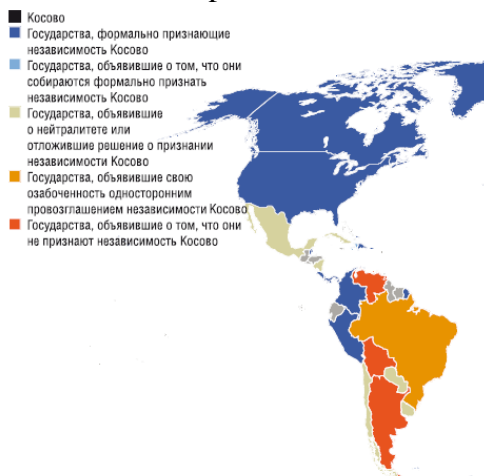 Косово
Государства, формально признающие
независимость Косово
Государства, объявившие о том, что они
собираются формально признать
независимость Косово
Государства, объявившие
о нейтралитете или
отложившие решение о признании
независимости Косово
Государства, объявившие свою
озабоченность односторонним
провозглашением независимости Косово
Государства, объявившие о том, что они
не признают независимость Косово